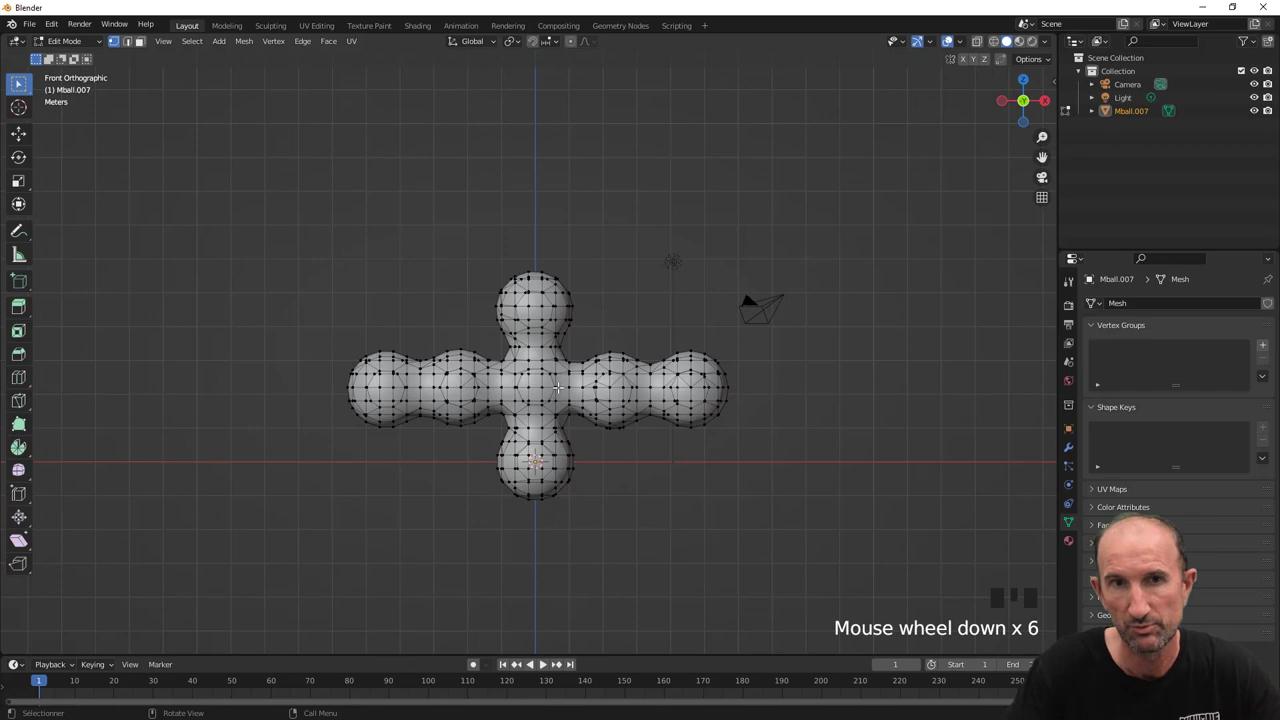 Blender
File Edit Render Window Help Layout Modeling Sculpting UV Editing Texture Paint Shading Animation Rendering Compositing Geometry Nodes Scripting + Scene ViewLayer
Edit Mode View Select Add Mesh Vertex Edge Face UV Global
X Y Z Options
Front Orthographic
(1) Mball.007
Meters
Z
Y
X
Scene Collection
Collection
Camera
Light
Mball.007
Mball.007 > Mesh
Mesh
Vertex Groups
Shape Keys
UV Maps
Color Attributes
Mouse wheel down x 6
Playback Keying View Marker 1 Start 1 End
1 10 20 30 40 50 60 70 80 90 100 110 120 130 140 150 160 170 180 190 200 210 220 230
Sélectionner Rotate View Call Menu